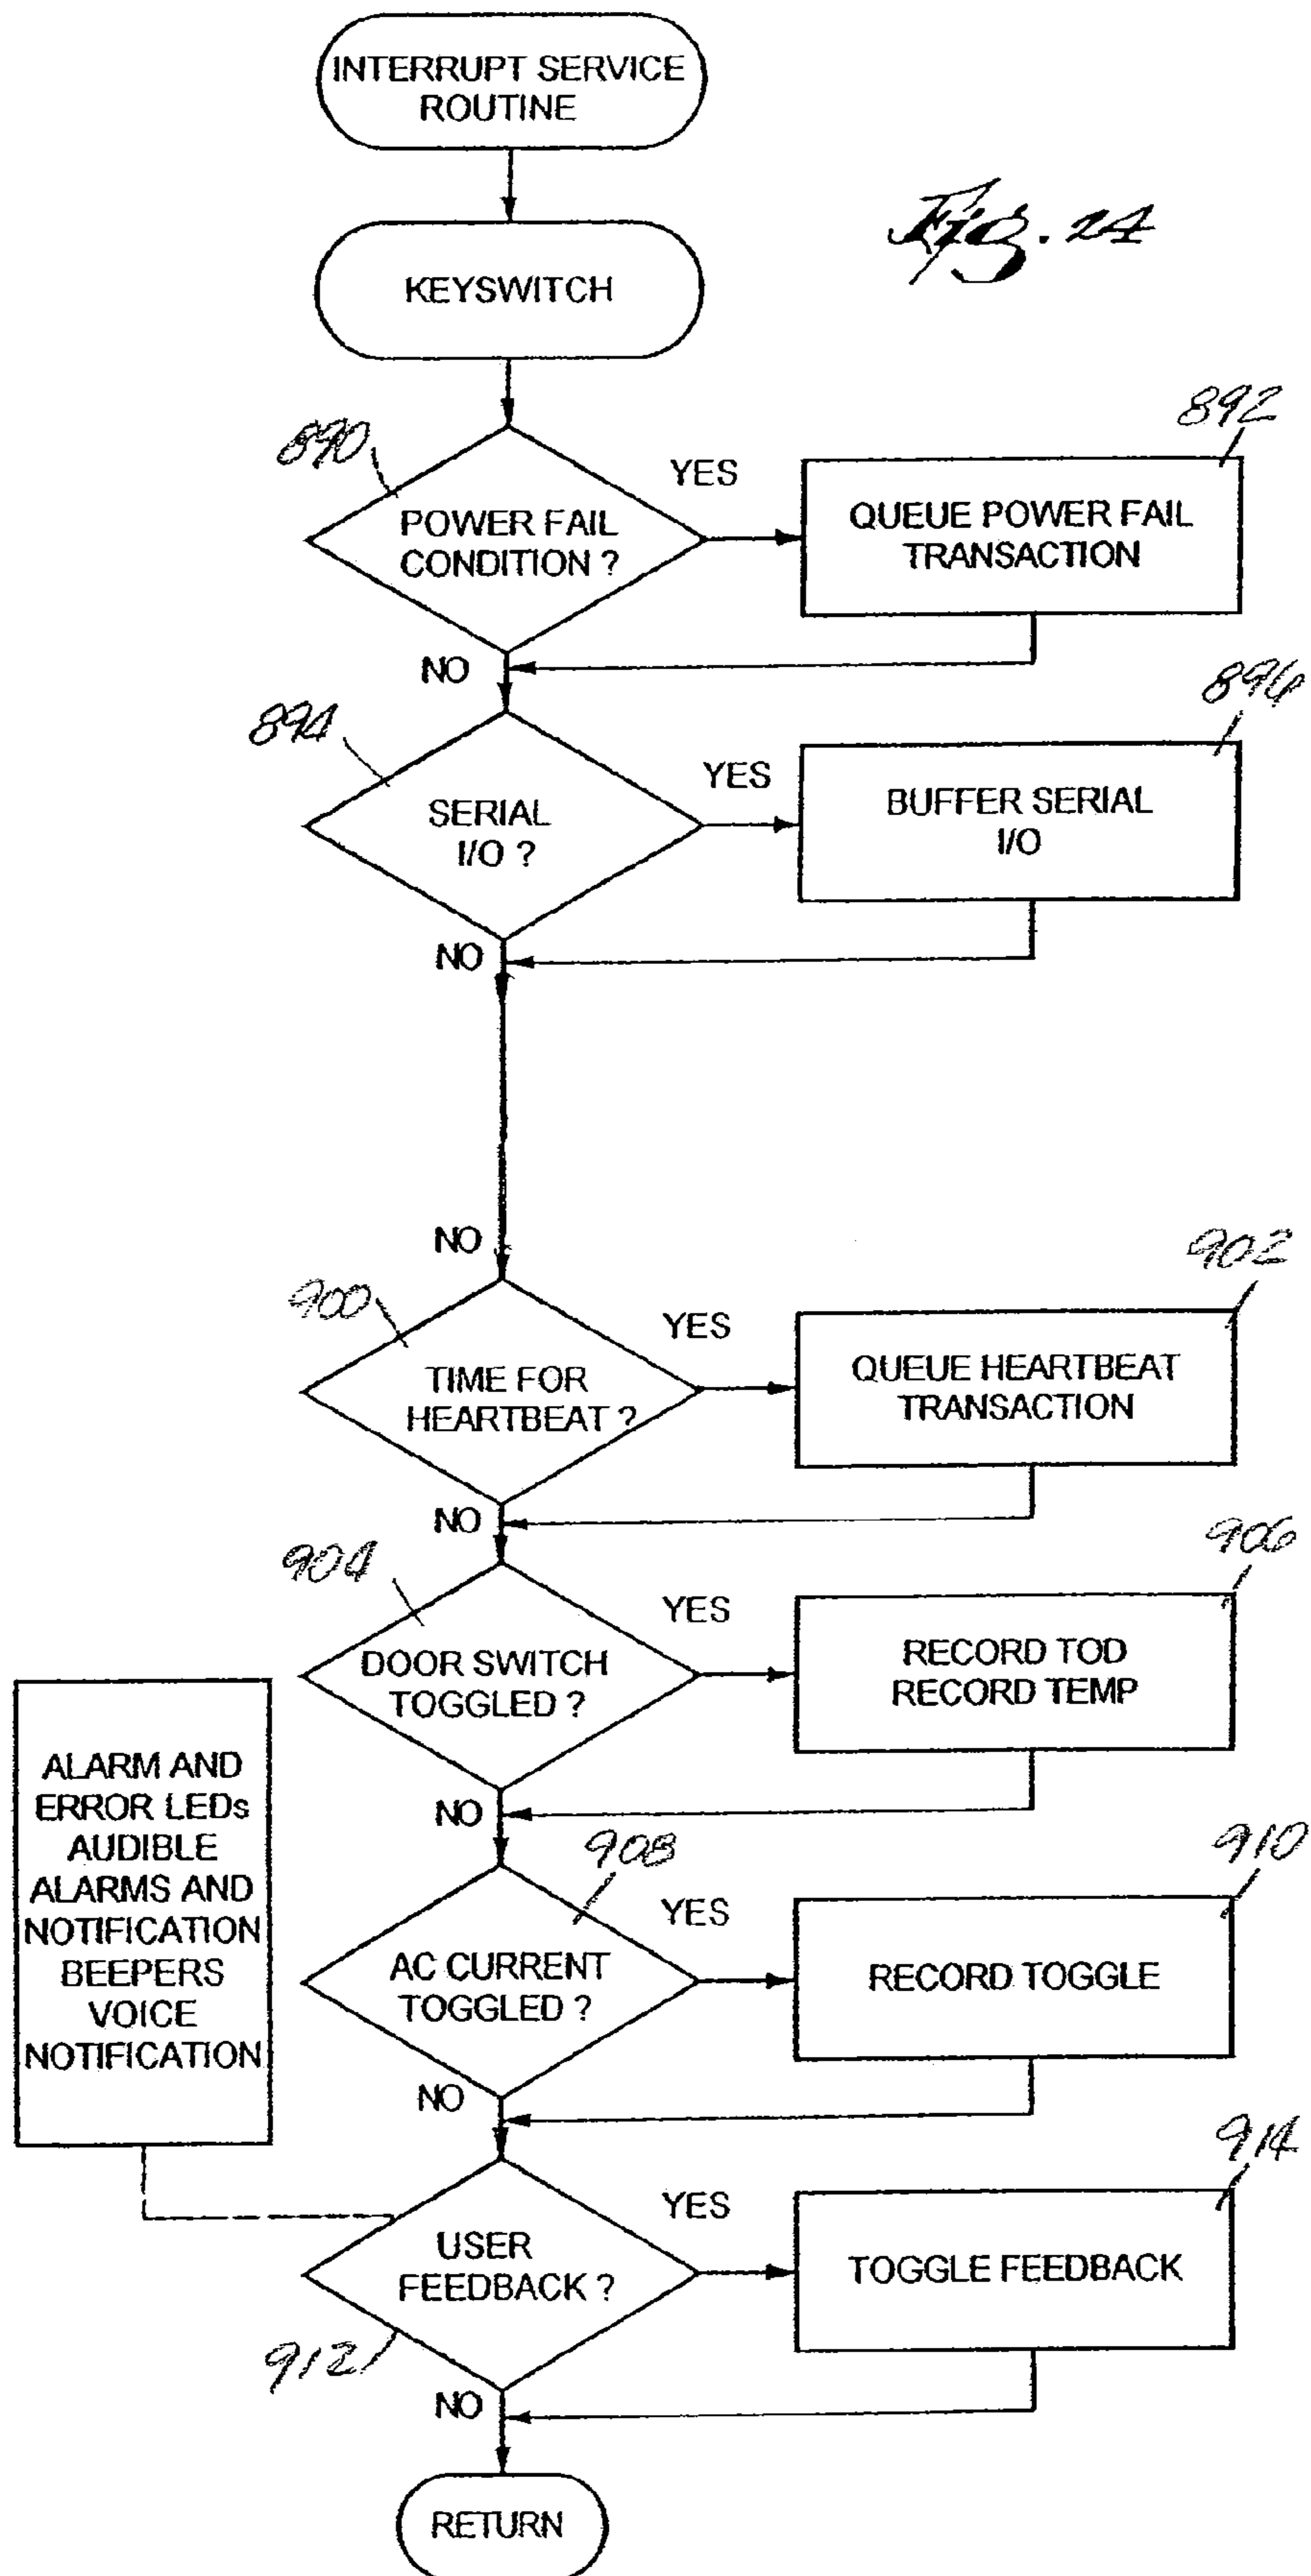 INTERRUPT SERVICE
ROUTINE
Fig. 24
KEYSWITCH
890
POWER FAIL
CONDITION ?
YES
892
QUEUE POWER FAIL
TRANSACTION
NO
894
SERIAL
I/O ?
YES
896
BUFFER SERIAL
I/O
NO
NO
900
TIME FOR
HEARTBEAT ?
YES
902
QUEUE HEARTBEAT
TRANSACTION
NO
904
DOOR SWITCH
TOGGLED ?
YES
906
RECORD TOD
RECORD TEMP
NO
ALARM AND
ERROR LEDs
AUDIBLE
ALARMS AND
NOTIFICATION
BEEPERS
VOICE
NOTIFICATION
908
AC CURRENT
TOGGLED ?
YES
910
RECORD TOGGLE
NO
USER
FEEDBACK ?
912
YES
914
TOGGLE FEEDBACK
NO
RETURN